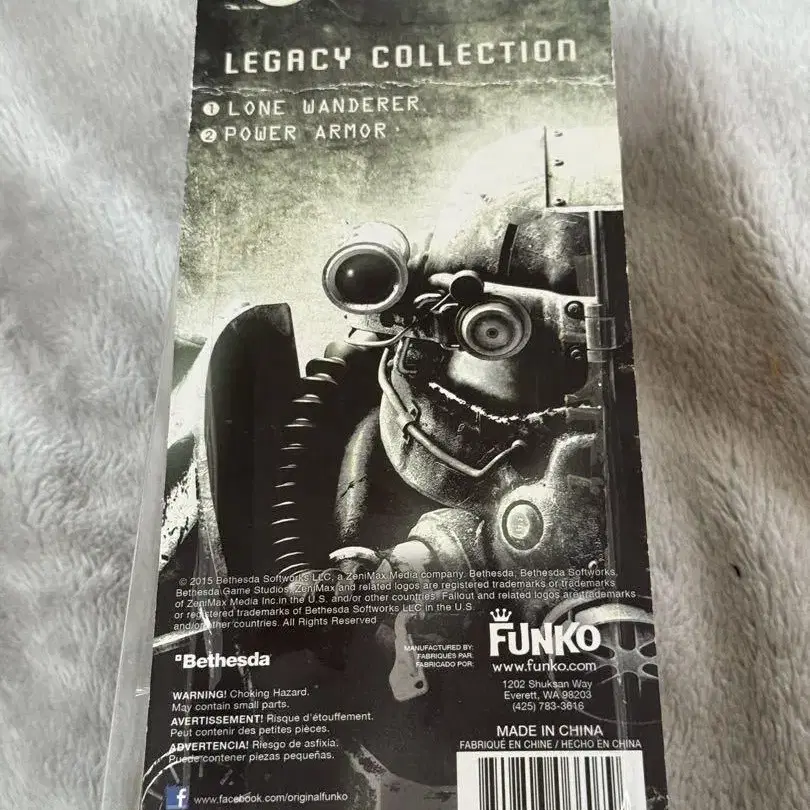 LEGACY COLLECTION
1 LONE WANDERER
2 POWER ARMOR
© 2015 Bethesda Softworks LLC, a ZeniMax Media company. Bethesda, Bethesda Softworks,
Bethesda Game Studios, ZeniMax and related logos are registered trademarks or trademarks
of ZeniMax Media Inc.in the U.S. and/or other countries. Fallout and related logos are trademarks
or registered trademarks of Bethesda Softworks LLC in the U.S.
and/or other countries. All Rights Reserved
Bethesda
MANUFACTURED BY:
FABRIQUÉS PAR:
FABRICADO POR:
FUNKO
www.funko.com
1202 Shuksan Way
Everett, WA 98203
(425) 783-3616
WARNING! Choking Hazard.
May contain small parts.
AVERTISSEMENT! Risque d'étouffement.
Peut contenir des petites pièces.
ADVERTENCIA! Riesgo de asfixia.
Puede contener piezas pequeñas.
MADE IN CHINA
FABRIQUÉ EN CHINE / HECHO EN CHINA
f www.facebook.com/originalfunko